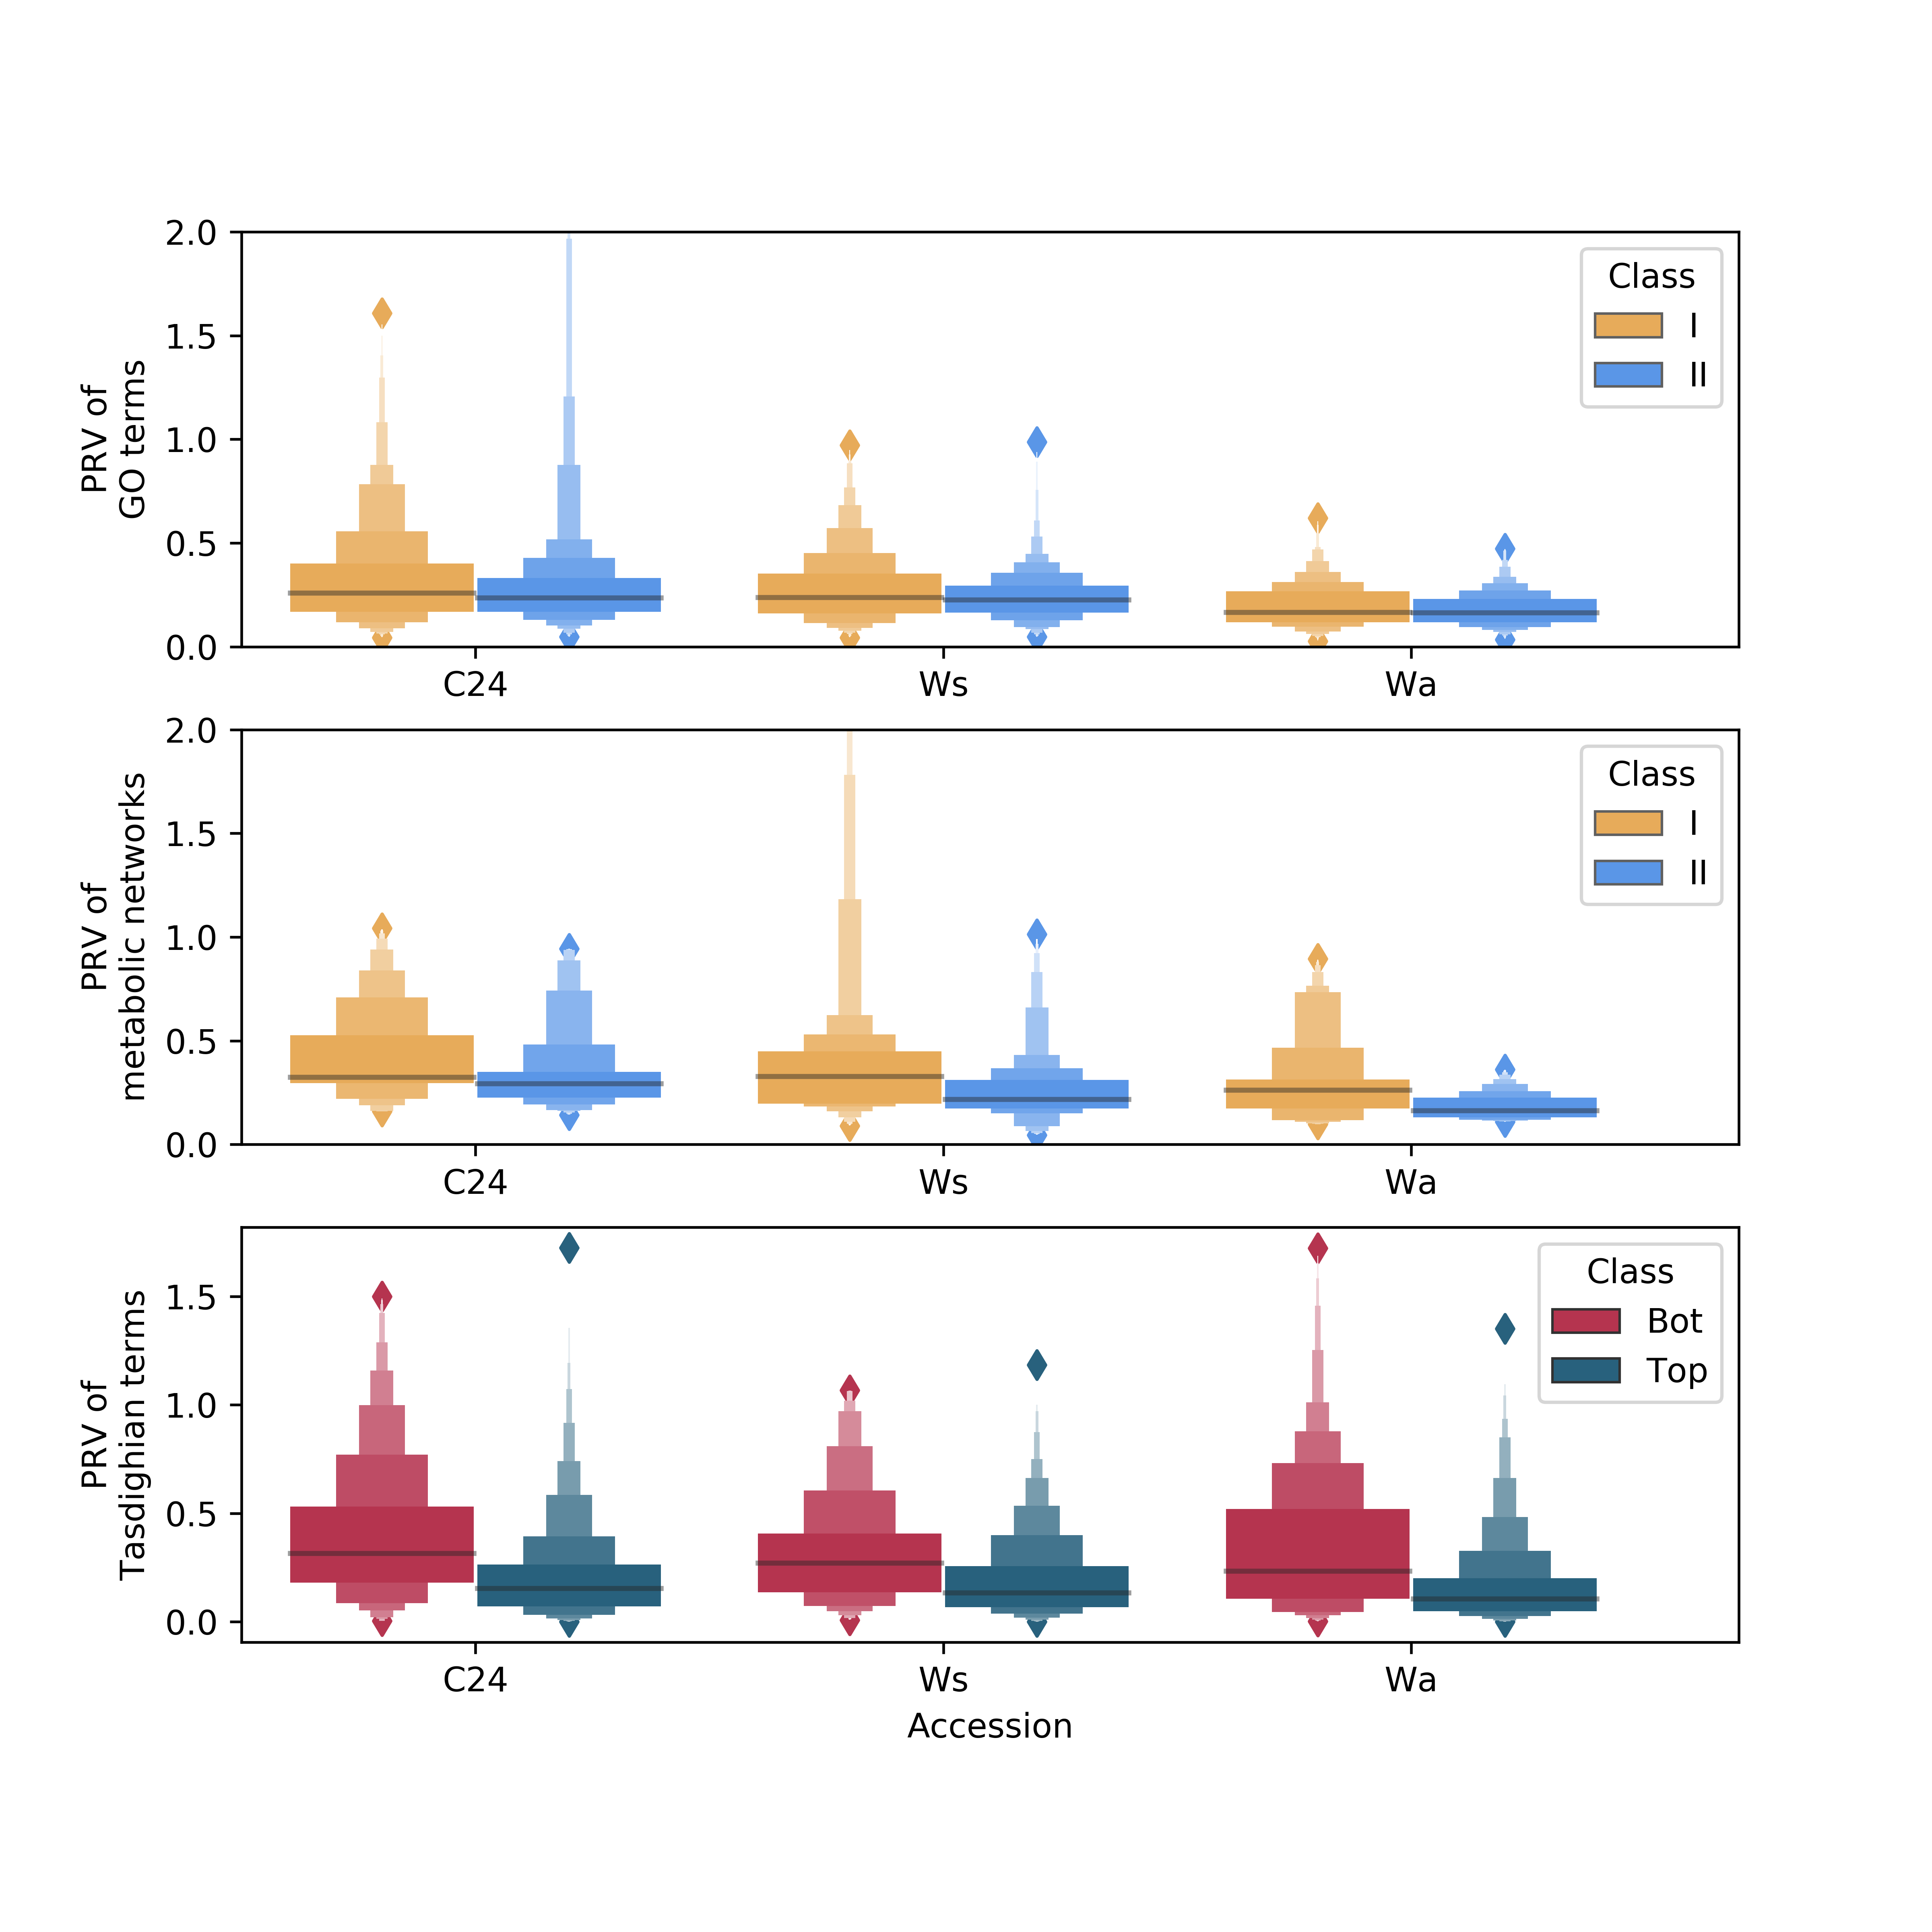 PRV of
GO terms
2.0
1.5
1.0
0.5
0.0
C24 Ws Wa
Class
I
II
PRV of
metabolic networks
2.0
1.5
1.0
0.5
0.0
C24 Ws Wa
Class
I
II
PRV of
Tasdighian terms
1.5
1.0
0.5
0.0
C24 Ws Wa
Accession
Class
Bot
Top